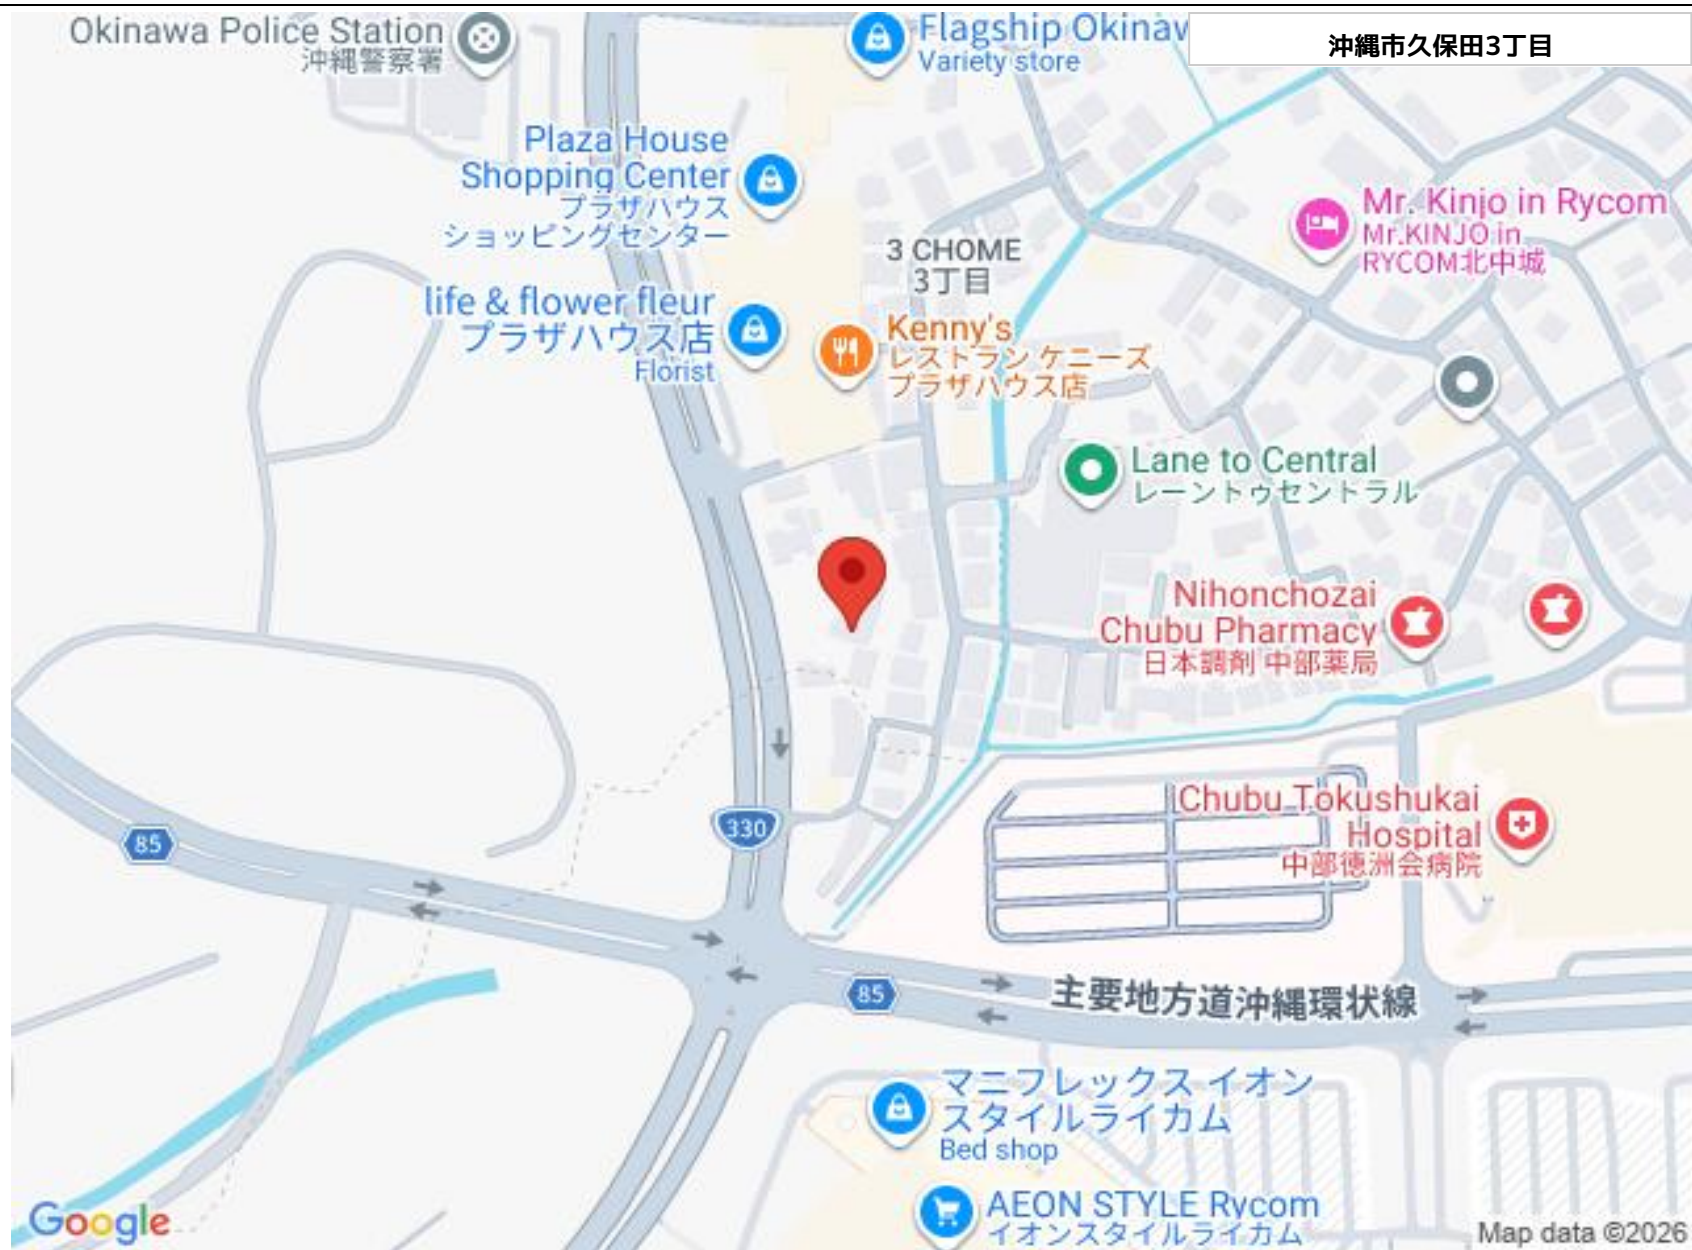 Okinawa Police Station
沖縄警察署
Flagship Okinaw
Variety store
沖縄市久保田3丁目
Plaza House
Shopping Center
プラザハウス
ショッピングセンター
Mr. Kinjo in Rycom
Mr.KINJO in
RYCOM北中城
3 CHOME
3丁目
life & flower fleur
プラザハウス店
Florist
Kenny's
レストラン ケニーズ
プラザハウス店
Lane to Central
レーントゥセントラル
Nihonchozai
Chubu Pharmacy
日本調剤 中部薬局
Chubu Tokushukai
Hospital
中部徳洲会病院
330
85
85
主要地方道沖縄環状線
マニフレックス イオン
スタイルライカム
Bed shop
AEON STYLE Rycom
イオンスタイルライカム
Google
Map data ©2026